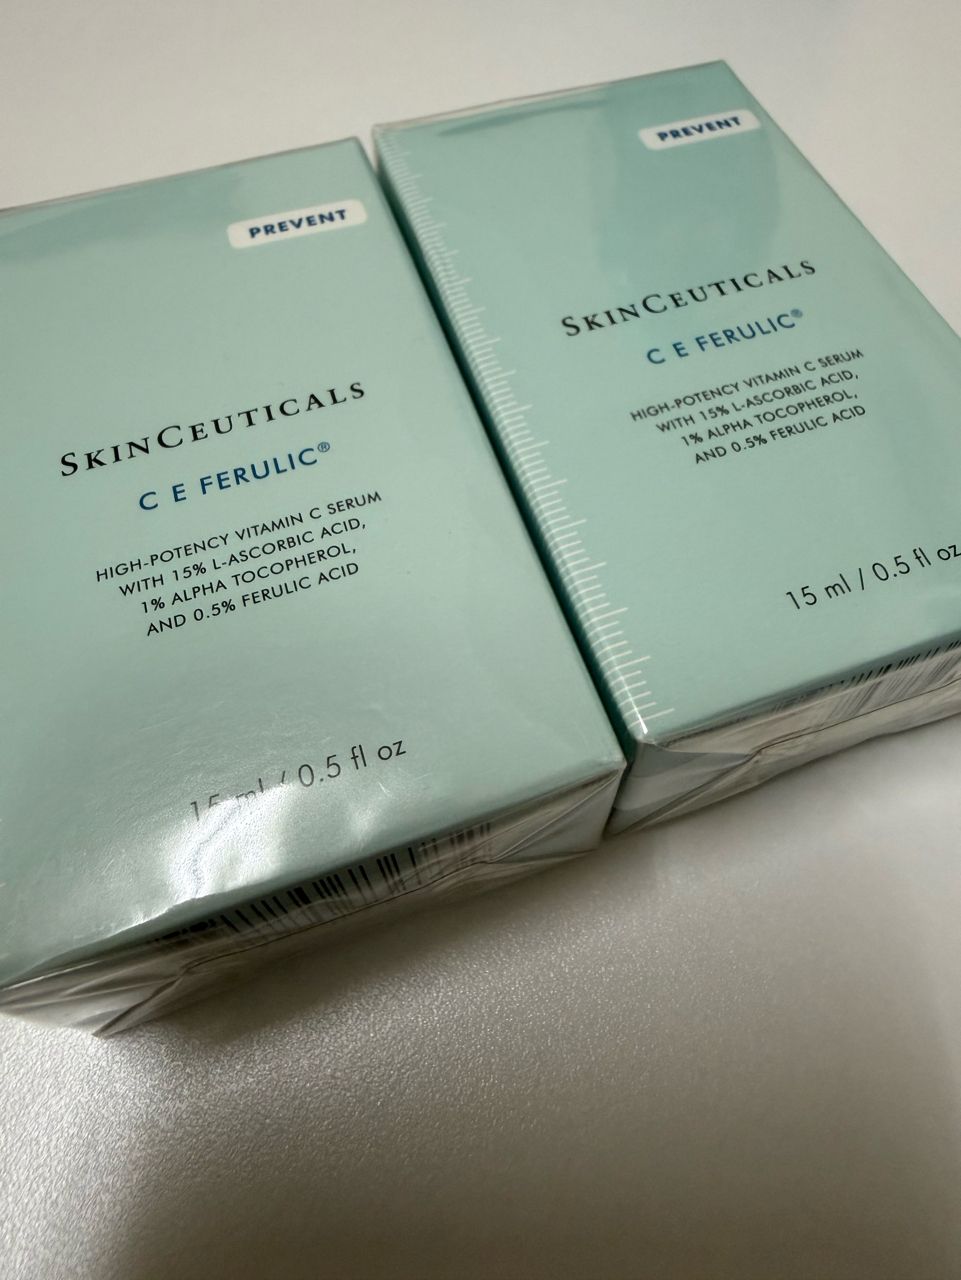 PREVENT
SKINCEUTICALS
C E FERULIC®
HIGH-POTENCY VITAMIN C SERUM
WITH 15% L-ASCORBIC ACID,
1% ALPHA TOCOPHEROL,
AND 0.5% FERULIC ACID
15 ml / 0.5 fl oz
PREVENT
SKINCEUTICALS
C E FERULIC®
HIGH-POTENCY VITAMIN C SERUM
WITH 15% L-ASCORBIC ACID,
1% ALPHA TOCOPHEROL,
AND 0.5% FERULIC ACID
15 ml / 0.5 fl oz